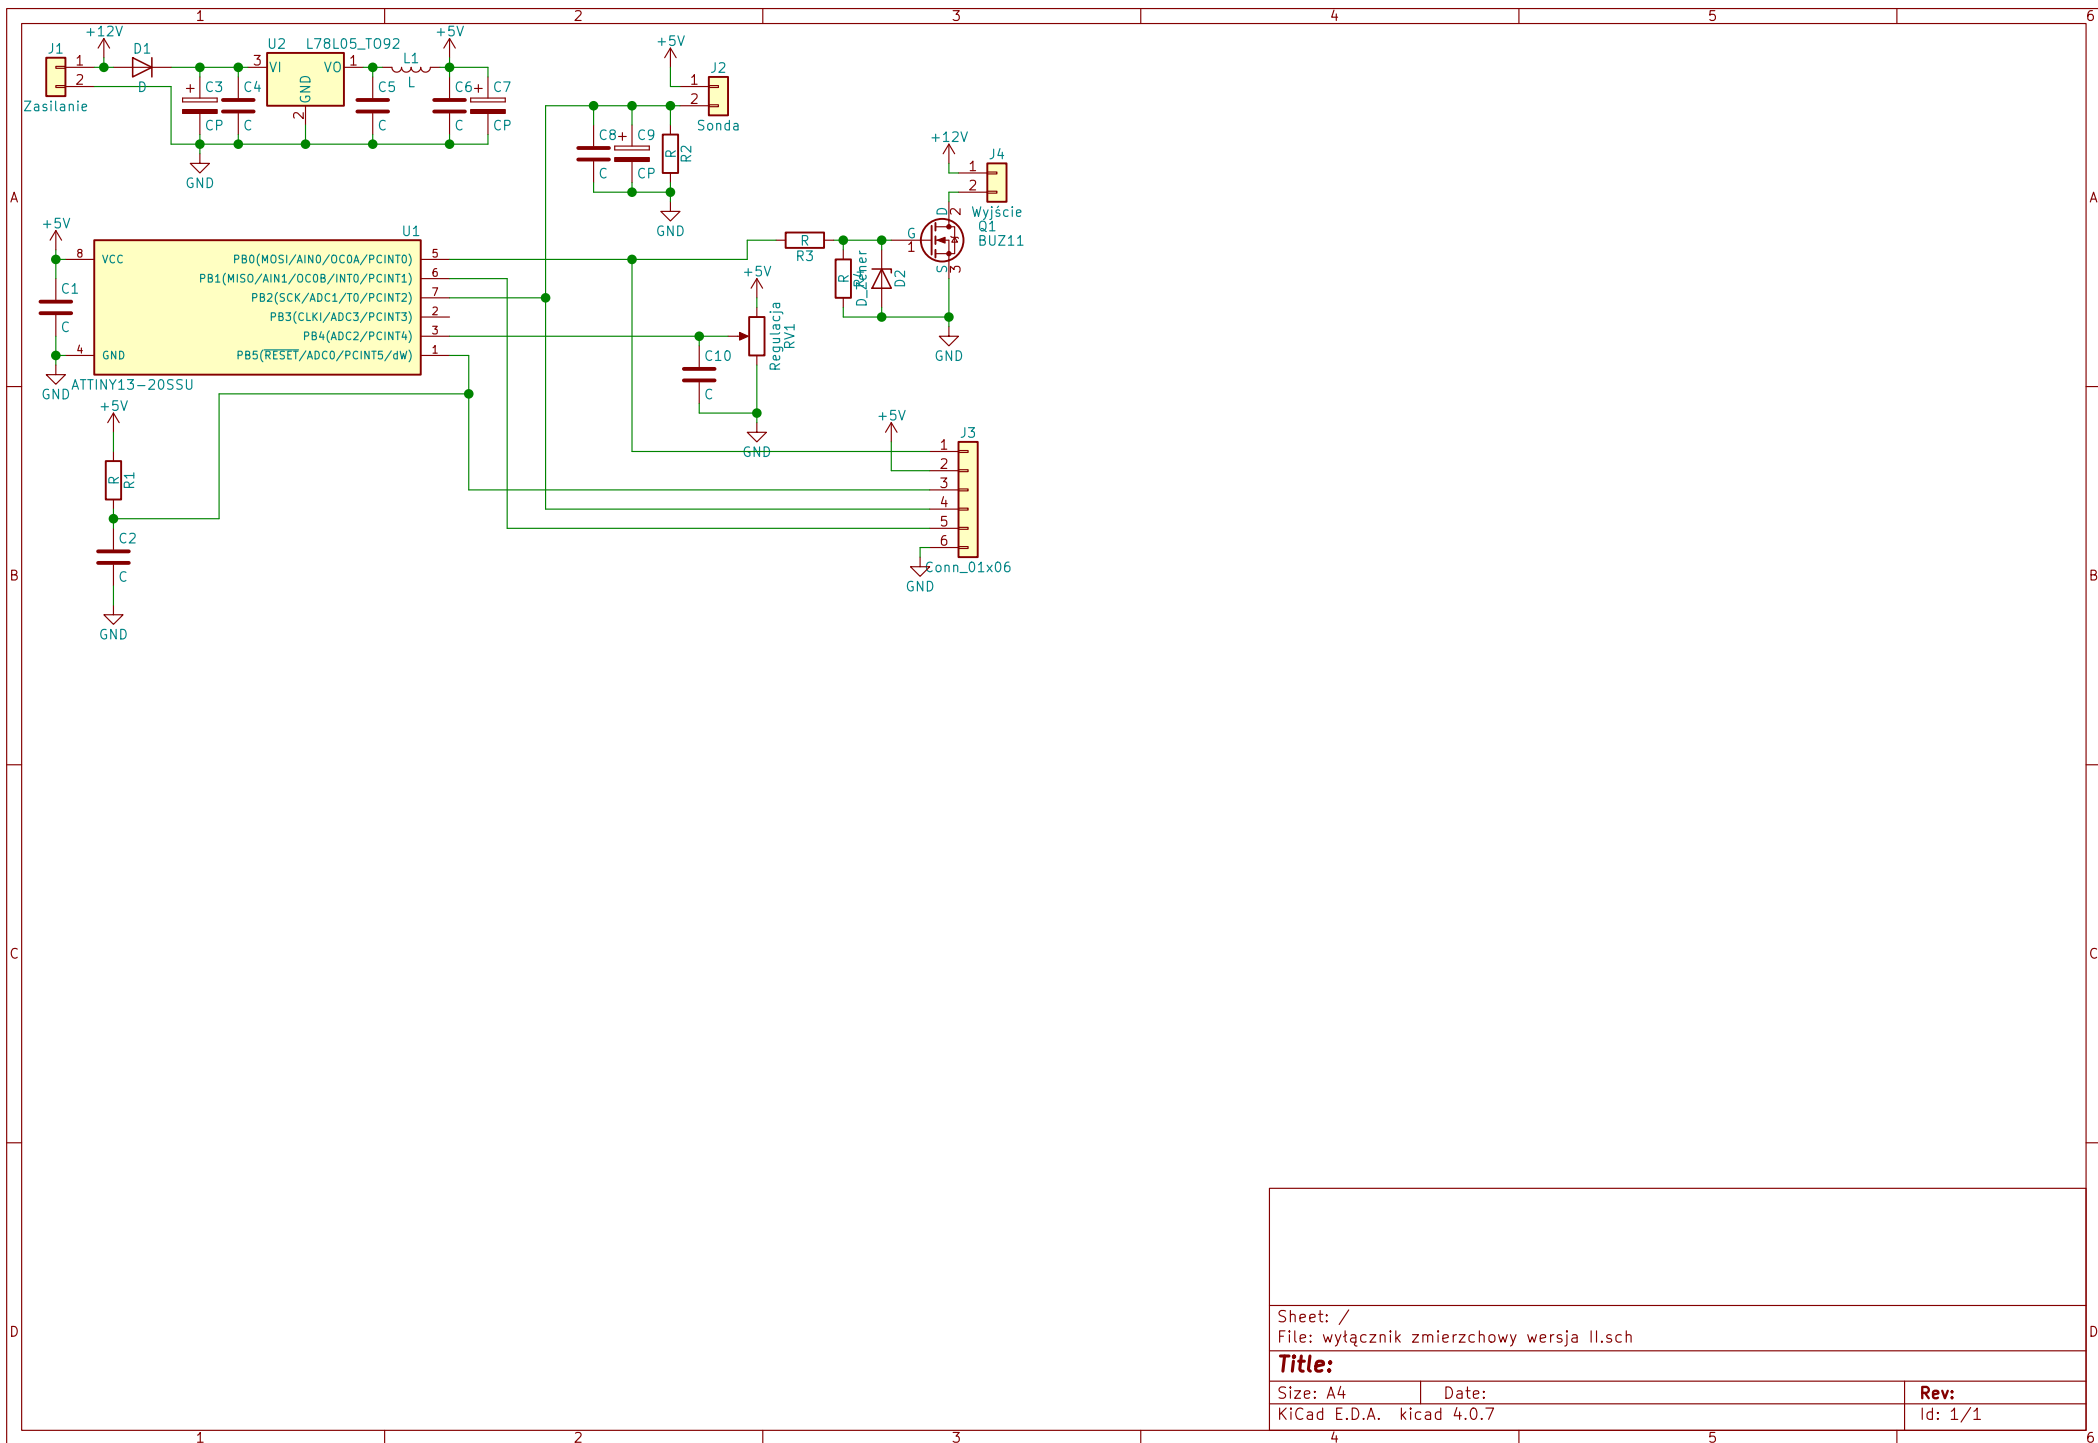 1 2 3 4 5 6
+12V
J1
1
2
Zasilanie
D1
D
+
C3
CP
C4
C
U2 L78L05_TO92
3 VI VO 1
GND
2
C5
C
L1
L
+5V
C6
C
+
C7
CP
GND
+5V
J2
1
2
Sonda
C8
C
+
C9
CP
R
R2
GND
+12V
J4
1
2
Wyjście
Q1
BUZ11
D
2
G
1
S
3
R
R3
R
R4
D_Zener
D2
GND
A A
+5V
C1
C
GND
U1
8 VCC PB0(MOSI/AIN0/OC0A/PCINT0) 5
PB1(MISO/AIN1/OC0B/INT0/PCINT1) 6
PB2(SCK/ADC1/T0/PCINT2) 7
PB3(CLKI/ADC3/PCINT3) 2
PB4(ADC2/PCINT4) 3
4 GND PB5(RESET/ADC0/PCINT5/dW) 1
ATTINY13-20SSU
+5V
Regulacja
RV1
C10
C
GND
+5V
R
R1
C2
C
GND
+5V
J3
1
2
3
4
5
6
Conn_01x06
GND
B B
C C
D D
Sheet: /
File: wyłącznik zmierzchowy wersja II.sch
Title:
Size: A4 Date: Rev:
KiCad E.D.A. kicad 4.0.7 Id: 1/1
1 2 3 4 5 6